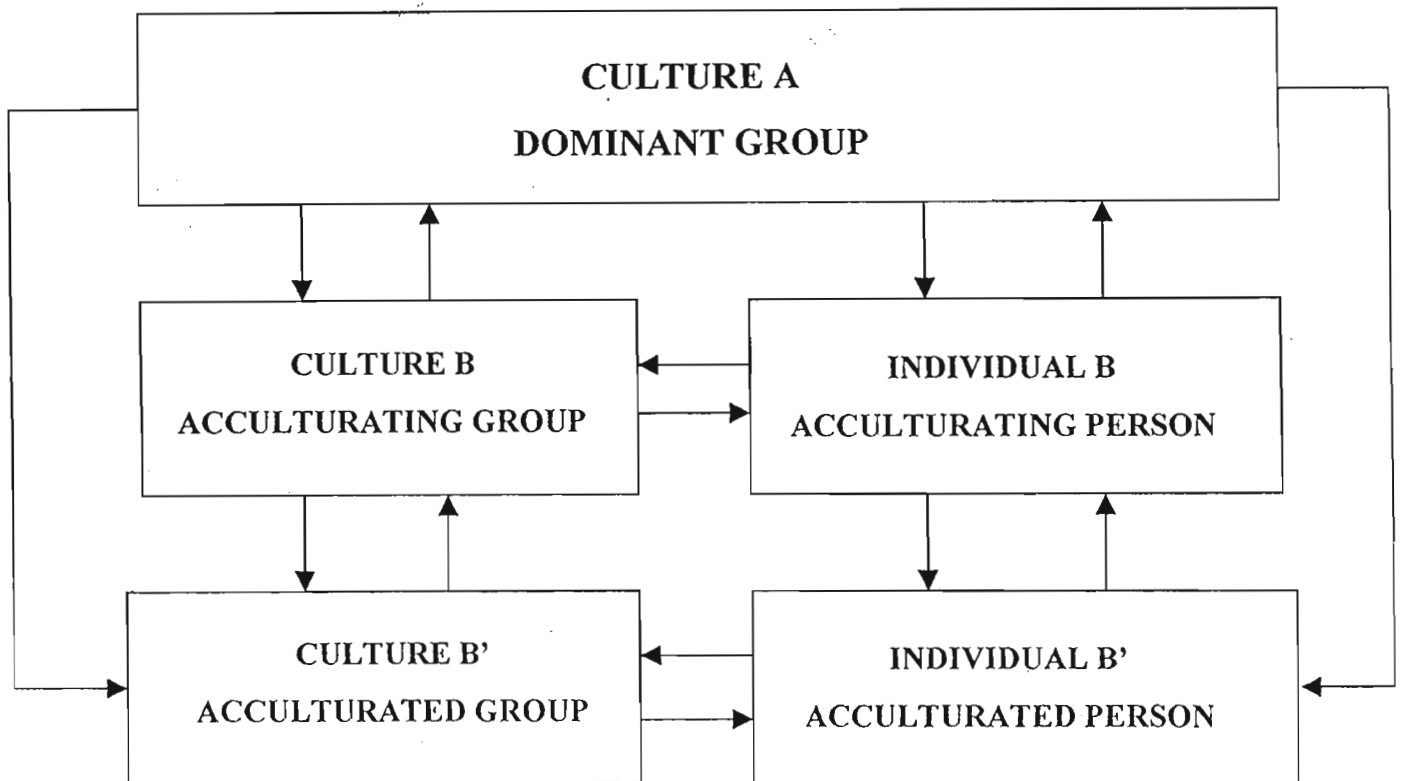 CULTURE A
DOMINANT GROUP
CULTURE B
ACCULTURATING GROUP
INDIVIDUAL B
ACCULTURATING PERSON
CULTURE B’
ACCULTURATED GROUP
INDIVIDUAL B’
ACCULTURATED PERSON